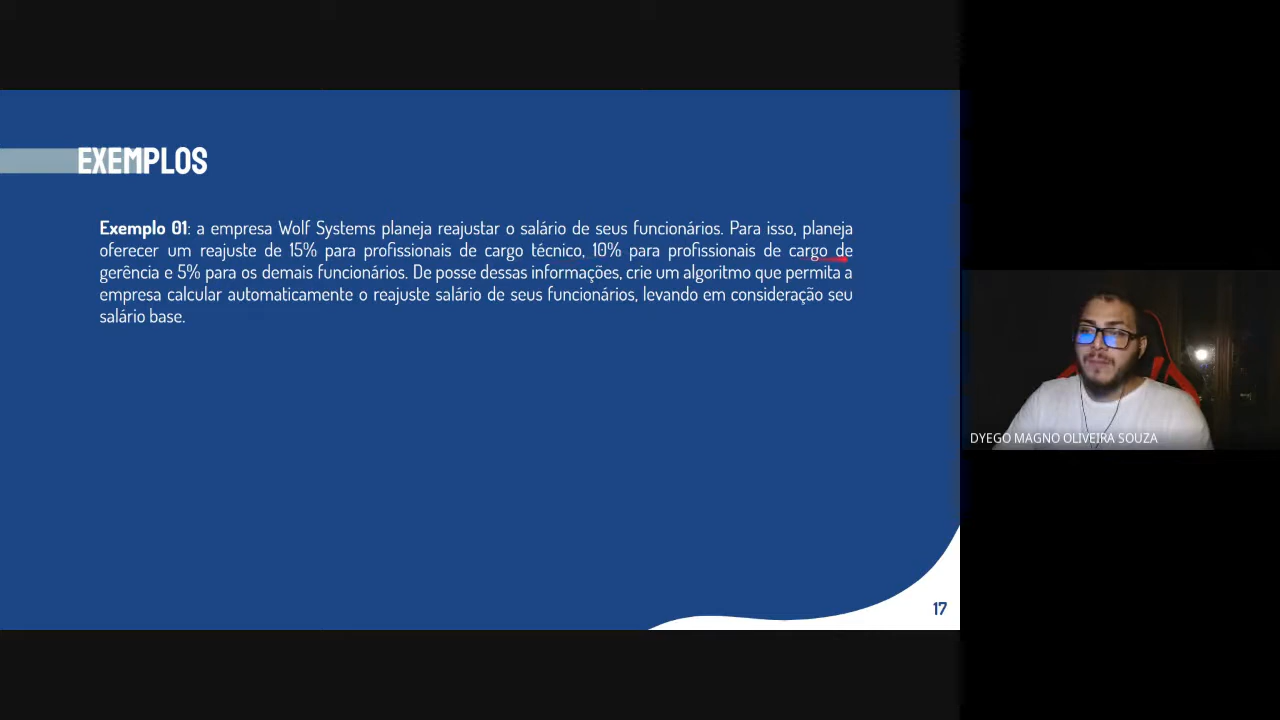 EXEMPLOS
Exemplo 01: a empresa Wolf Systems planeja reajustar o salário de seus funcionários. Para isso, planeja
oferecer um reajuste de 15% para profissionais de cargo técnico, 10% para profissionais de cargo de
gerência e 5% para os demais funcionários. De posse dessas informações, crie um algoritmo que permita a
empresa calcular automaticamente o reajuste salário de seus funcionários, levando em consideração seu
salário base.
DYEGO MAGNO OLIVEIRA SOUZA
17